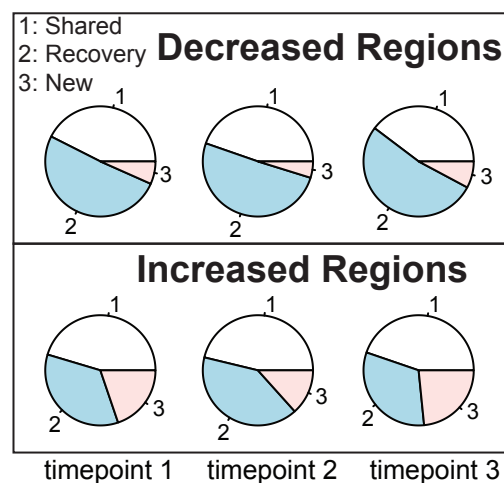 1: Shared
2: Recovery
3: New
Decreased Regions
1
2
3
1
2
3
1
2
3
Increased Regions
1
2
3
1
2
3
1
2
3
timepoint 1
timepoint 2
timepoint 3